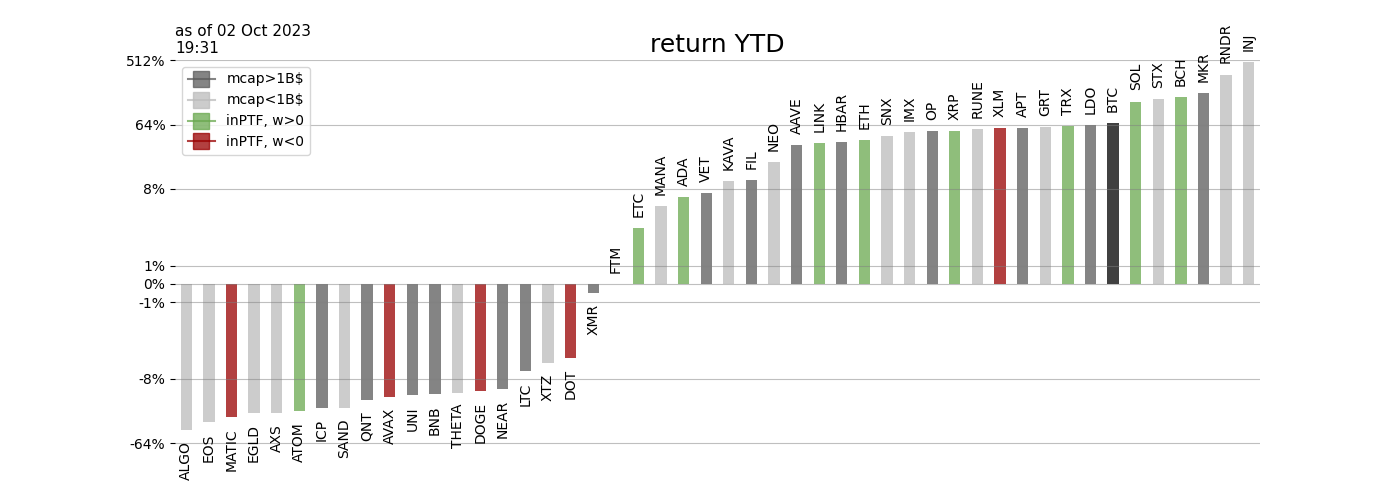 as of 02 Oct 2023
19:31
return YTD
512%
64%
8%
1%
0%
-1%
-8%
-64%
mcap>1B$
mcap<1B$
inPTF, w>0
inPTF, w<0
ALGO
EOS
MATIC
EGLD
AXS
ATOM
ICP
SAND
QNT
AVAX
UNI
BNB
THETA
DOGE
NEAR
LTC
XTZ
DOT
XMR
FTM
ETC
MANA
ADA
VET
KAVA
FIL
NEO
AAVE
LINK
HBAR
ETH
SNX
IMX
OP
XRP
RUNE
XLM
APT
GRT
TRX
LDO
BTC
SOL
STX
BCH
MKR
RNDR
INJ